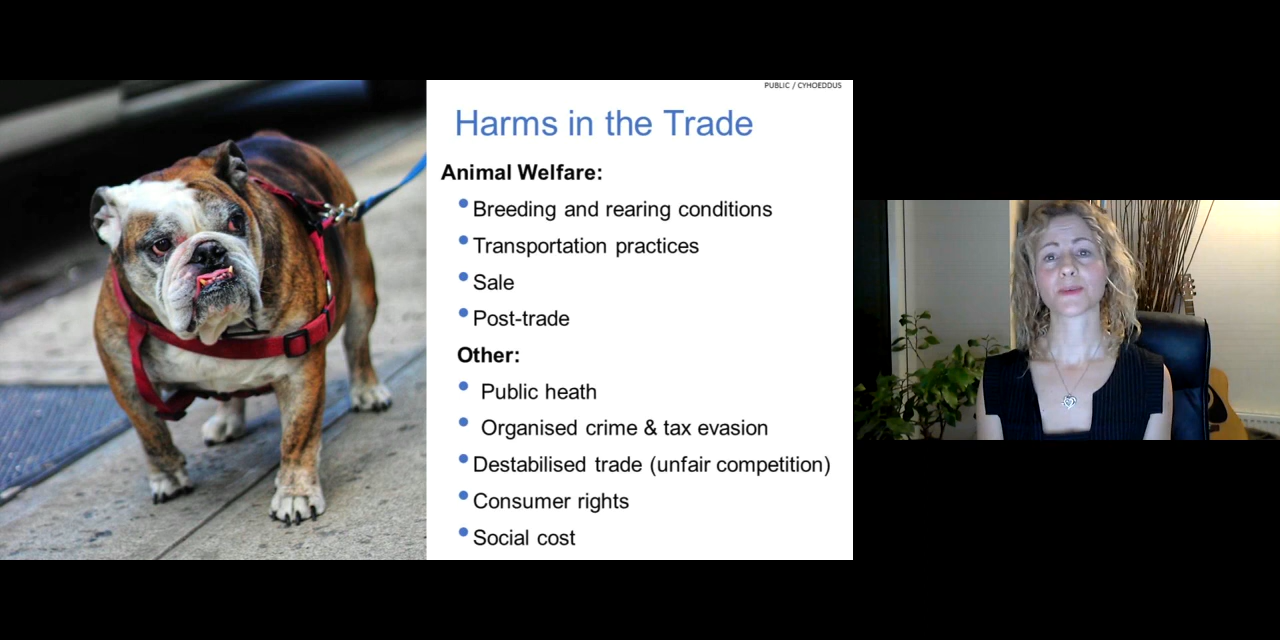 PUBLIC / CYHOEDDUS
Harms in the Trade
Animal Welfare:
Breeding and rearing conditions
Transportation practices
Sale
Post-trade
Other:
Public heath
Organised crime & tax evasion
Destabilised trade (unfair competition)
Consumer rights
Social cost